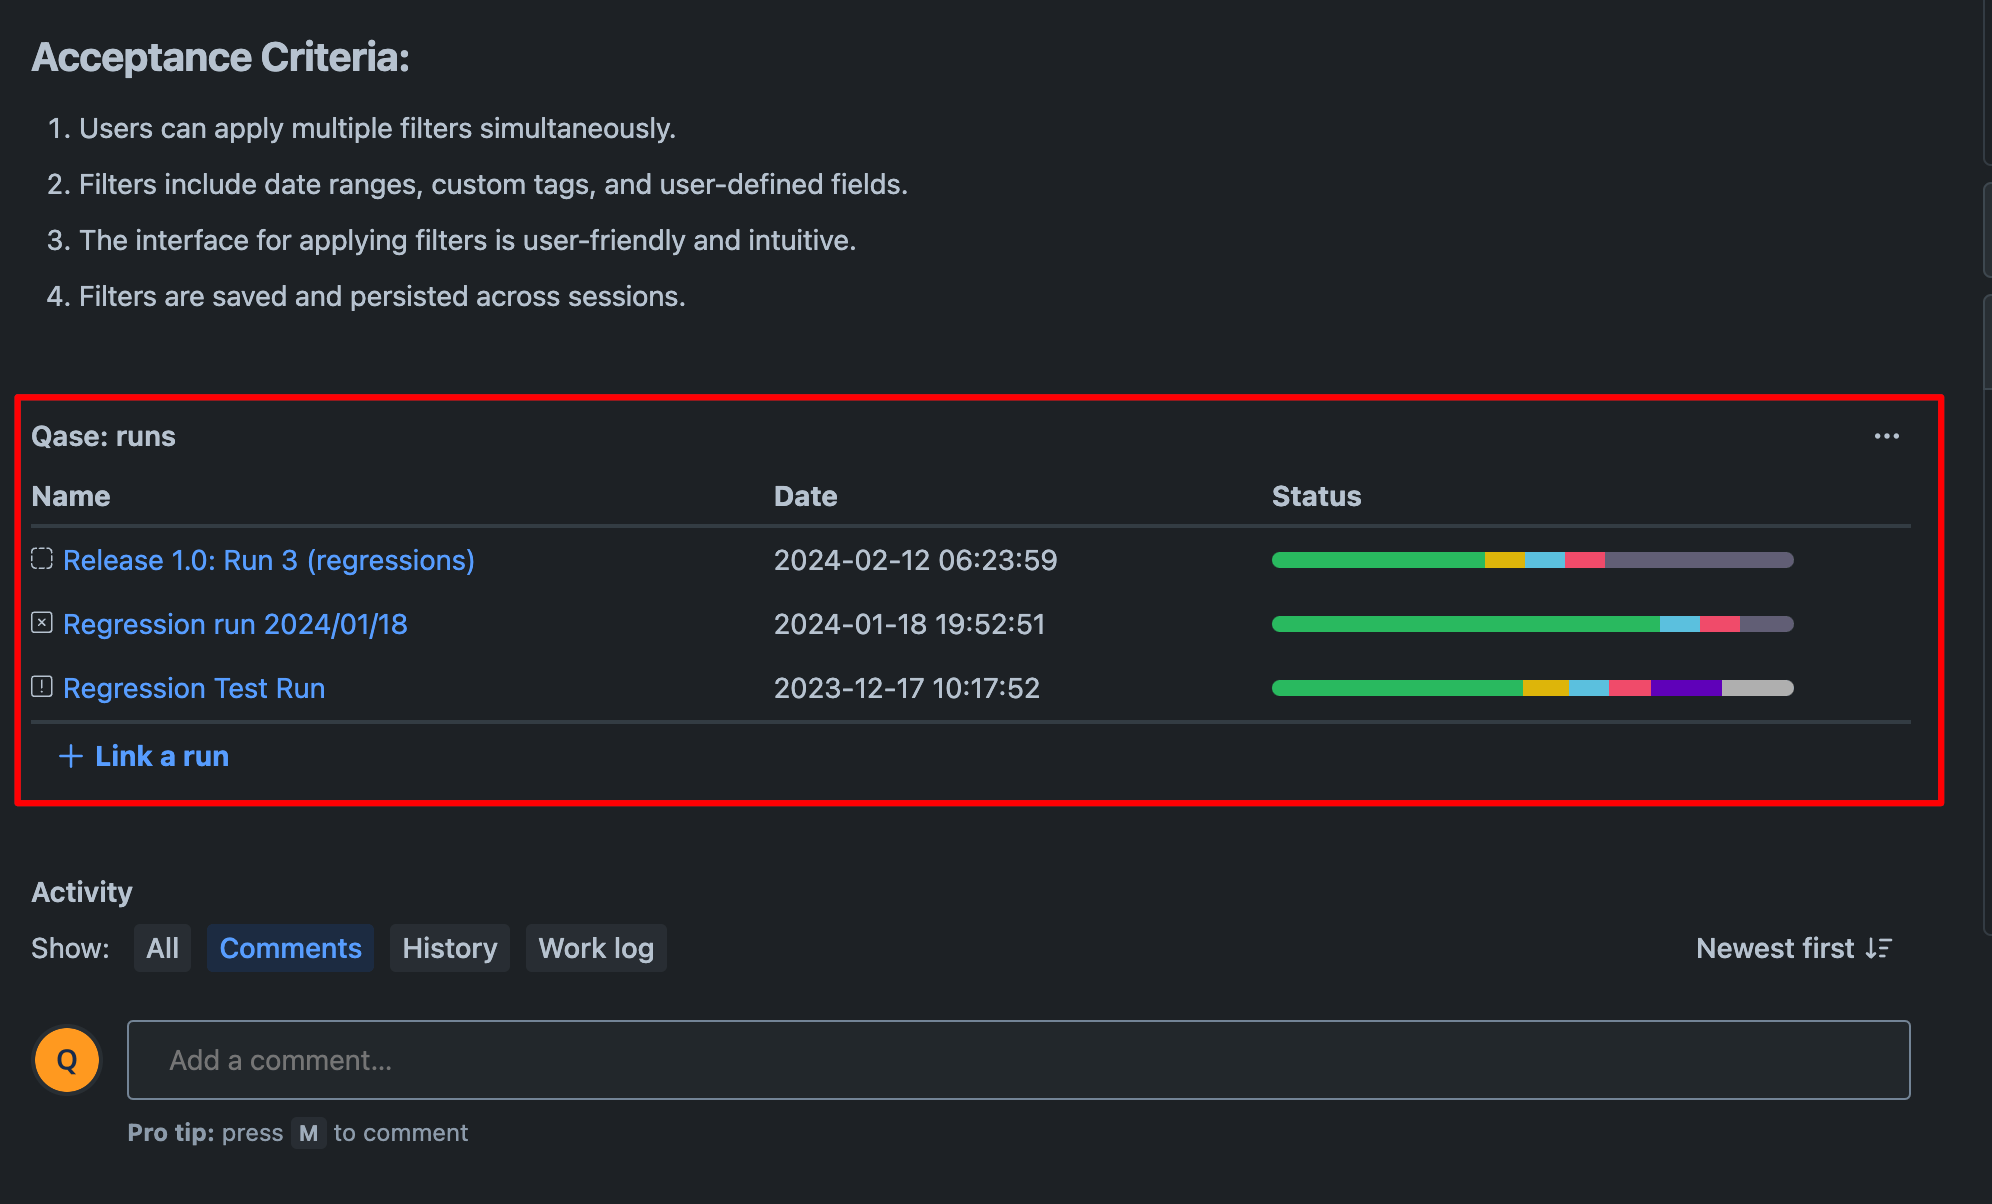 Acceptance Criteria:
1. Users can apply multiple filters simultaneously.
2. Filters include date ranges, custom tags, and user-defined fields.
3. The interface for applying filters is user-friendly and intuitive.
4. Filters are saved and persisted across sessions.
Qase: runs
Name Date Status
Release 1.0: Run 3 (regressions) 2024-02-12 06:23:59
Regression run 2024/01/18 2024-01-18 19:52:51
Regression Test Run 2023-12-17 10:17:52
+ Link a run
Activity
Show: All Comments History Work log Newest first
Q Add a comment...
Pro tip: press M to comment